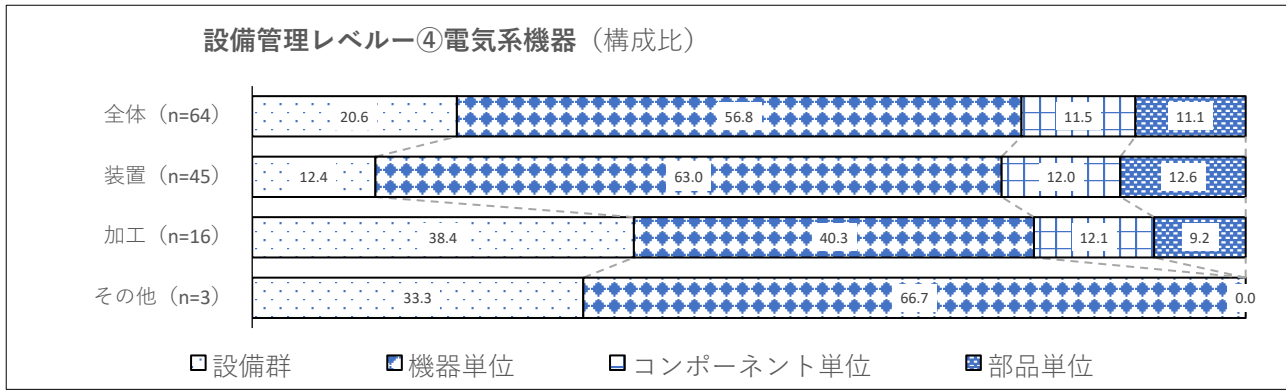 設備管理レベルー④電気系機器（構成比）
全体（n=64） 20.6 56.8 11.5 11.1
装置（n=45） 12.4 63.0 12.0 12.6
加工（n=16） 38.4 40.3 12.1 9.2
その他（n=3） 33.3 66.7 0.0
設備群 機器単位 コンポーネント単位 部品単位